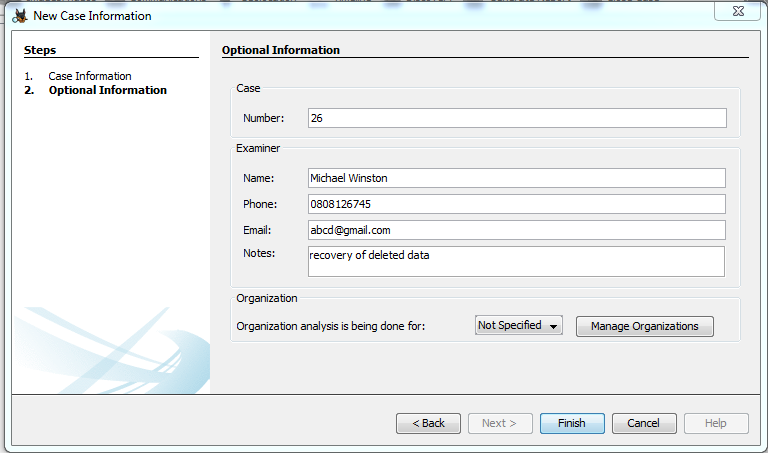 New Case Information
Steps
1. Case Information
2. Optional Information
Optional Information
Case
Number: 26
Examiner
Name: Michael Winston
Phone: 0808126745
Email: abcd@gmail.com
Notes: recovery of deleted data
Organization
Organization analysis is being done for: Not Specified Manage Organizations
< Back Next > Finish Cancel Help